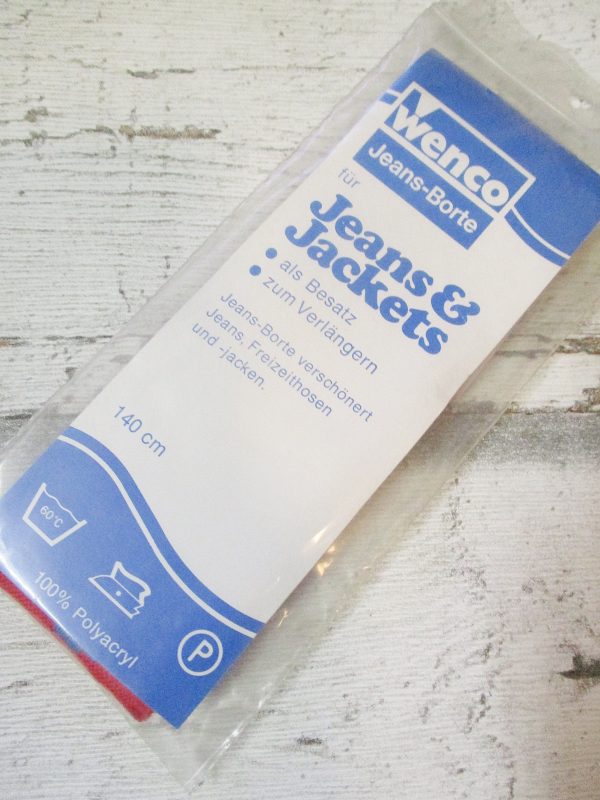 Wenco
Jeans-Borte
für
Jeans &
Jackets
• als Besatz
• zum Verlängern
Jeans-Borte verschönert
Jeans, Freizeithosen
und -jacken.
140 cm
60°C
100% Polyacryl
P